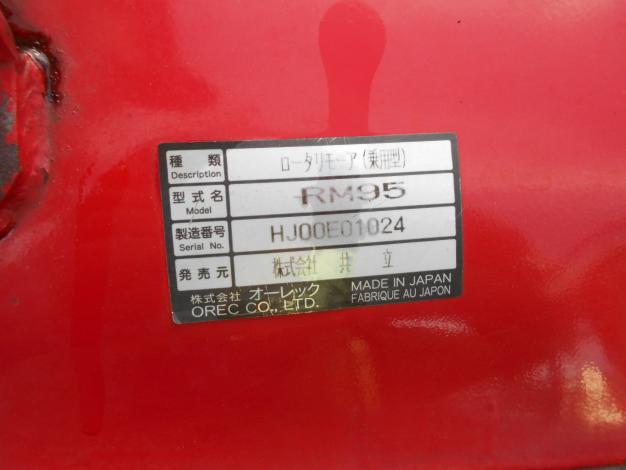 種類 ロータリモーア(乗用型)
Description
型式名 RM95
Model
製造番号 HJ00E01024
Serial No.
発売元 株式会社 共立
株式会社 オーレック MADE IN JAPAN
OREC CO., LTD. FABRIQUE AU JAPON